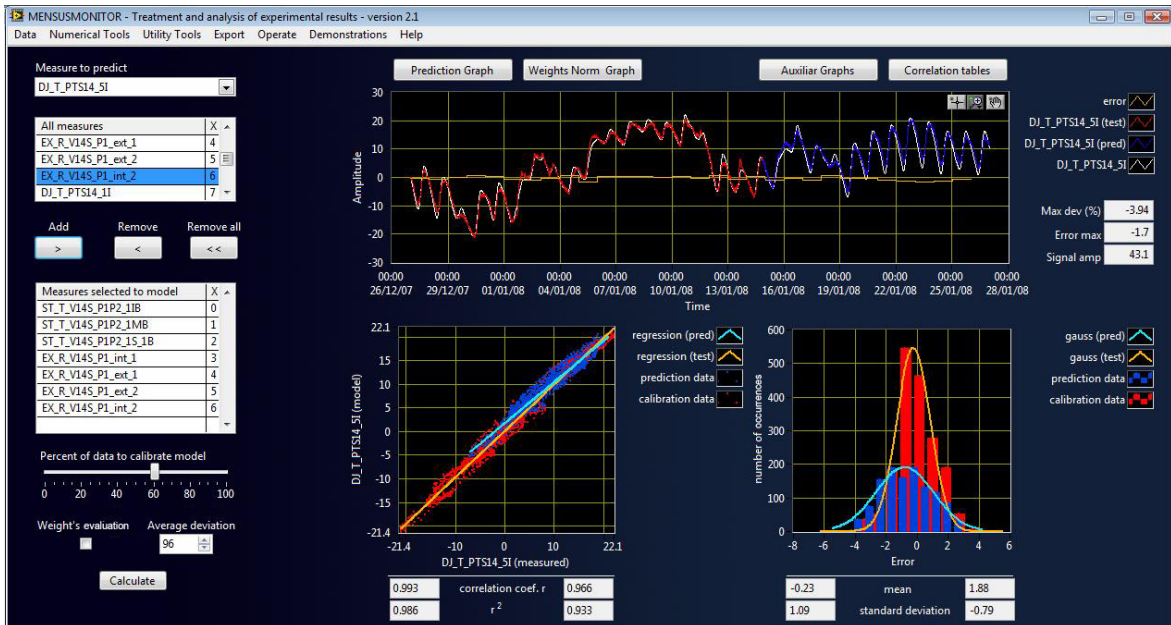 MENSUSMONITOR - Treatment and analysis of experimental results - version 2.1
Data Numerical Tools Utility Tools Export Operate Demonstrations Help
Measure to predict
DJ_T_PTS14_5I
All measures X
EX_R_V14S_P1_ext_1 4
EX_R_V14S_P1_ext_2 5
EX_R_V14S_P1_int_2 6
DJ_T_PTS14_1I 7
Add Remove Remove all
> < <<
Measures selected to model X
ST_T_V14S_P1P2_1IB 0
ST_T_V14S_P1P2_1MB 1
ST_T_V14S_P1P2_1S_1B 2
EX_R_V14S_P1_int_1 3
EX_R_V14S_P1_ext_1 4
EX_R_V14S_P1_ext_2 5
EX_R_V14S_P1_int_2 6
Percent of data to calibrate model
0 20 40 60 80 100
Weight's evaluation Average deviation
96
Calculate
Prediction Graph Weights Norm Graph Auxiliar Graphs Correlation tables
30
20
10
0
-10
-20
-30
Amplitude
00:00 00:00 00:00 00:00 00:00 00:00 00:00 00:00 00:00 00:00 00:00 00:00
26/12/07 29/12/07 01/01/08 04/01/08 07/01/08 10/01/08 13/01/08 16/01/08 19/01/08 22/01/08 25/01/08 28/01/08
Time
error
DJ_T_PTS14_5I (test)
DJ_T_PTS14_5I (pred)
DJ_T_PTS14_5I
Max dev (%) -3.94
Error max -1.7
Signal amp 43.1
22.1
15
10
5
0
-5
-10
-15
-21.4
DJ_T_PTS14_5I (model)
-21.4 -10 0 10 22.1
DJ_T_PTS14_5I (measured)
regression (pred)
regression (test)
prediction data
calibration data
0.993 correlation coef. r 0.966
0.986 r 2 0.933
600
500
400
300
200
100
0
number of occurrences
-8 -6 -4 -2 0 2 4 6
Error
gauss (pred)
gauss (test)
prediction data
calibration data
-0.23 mean 1.88
1.09 standard deviation -0.79